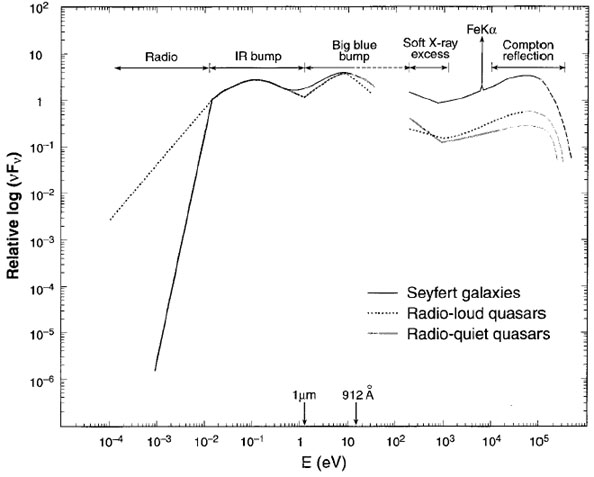 FeKα
Radio
IR bump
Big blue
bump
Soft X-ray
excess
Compton
reflection
Relative log (νFν)
10²
10
1
10⁻¹
10⁻²
10⁻³
10⁻⁴
10⁻⁵
10⁻⁶
Seyfert galaxies
Radio-loud quasars
Radio-quiet quasars
1μm
912 Å
10⁻⁴ 10⁻³ 10⁻² 10⁻¹ 1 10 10² 10³ 10⁴ 10⁵
E (eV)